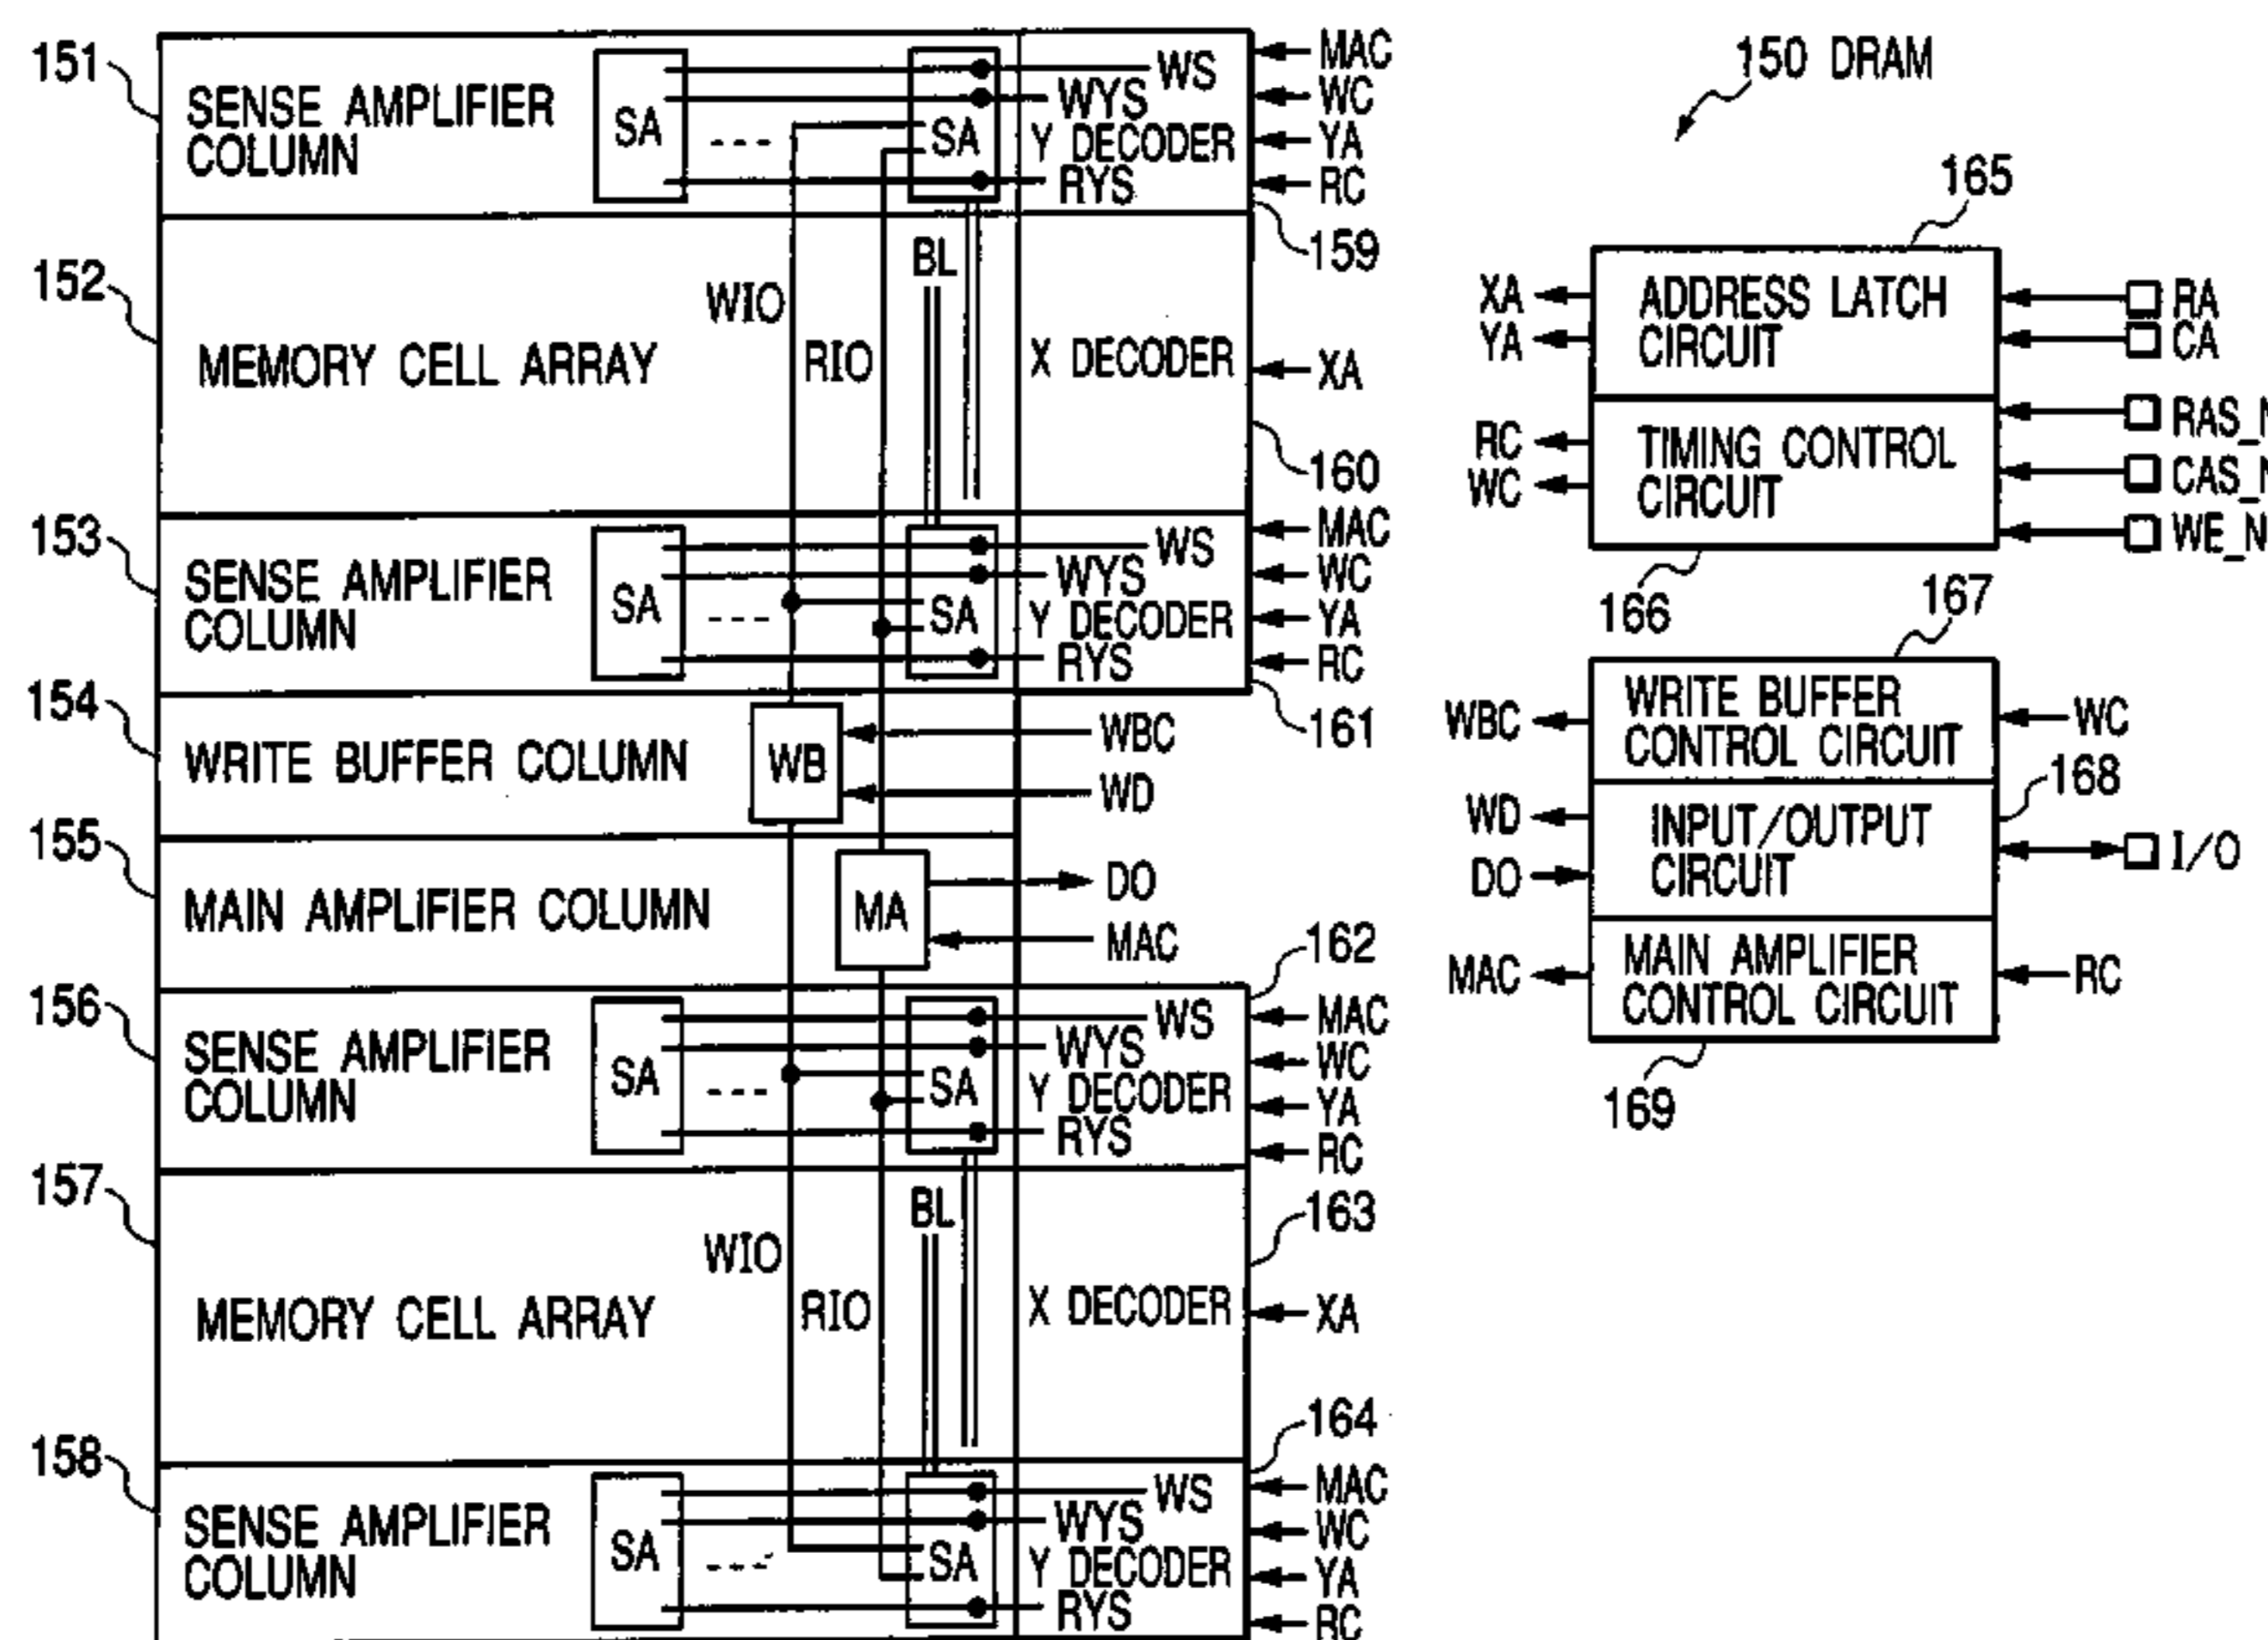 151
SENSE AMPLIFIER
COLUMN
SA
SA
WS
WYS
Y DECODER
RYS
MAC
WC
YA
RC
159
152
MEMORY CELL ARRAY
WIO
RIO
BL
X DECODER
XA
160
153
SENSE AMPLIFIER
COLUMN
SA
SA
WS
WYS
Y DECODER
RYS
MAC
WC
YA
RC
161
154
WRITE BUFFER COLUMN
WB
WBC
WD
155
MAIN AMPLIFIER COLUMN
MA
DO
MAC
162
156
SENSE AMPLIFIER
COLUMN
SA
SA
WS
WYS
Y DECODER
RYS
MAC
WC
YA
RC
157
MEMORY CELL ARRAY
WIO
RIO
BL
X DECODER
163
XA
164
158
SENSE AMPLIFIER
COLUMN
SA
SA
WS
WYS
Y DECODER
RYS
MAC
WC
YA
RC
150 DRAM
165
XA
YA
ADDRESS LATCH
CIRCUIT
RA
CA
RC
WC
TIMING CONTROL
CIRCUIT
RAS_N
CAS_N
WE_N
166
167
WBC
WRITE BUFFER
CONTROL CIRCUIT
WC
168
WD
DO
INPUT/OUTPUT
CIRCUIT
I/O
MAC
MAIN AMPLIFIER
CONTROL CIRCUIT
RC
169